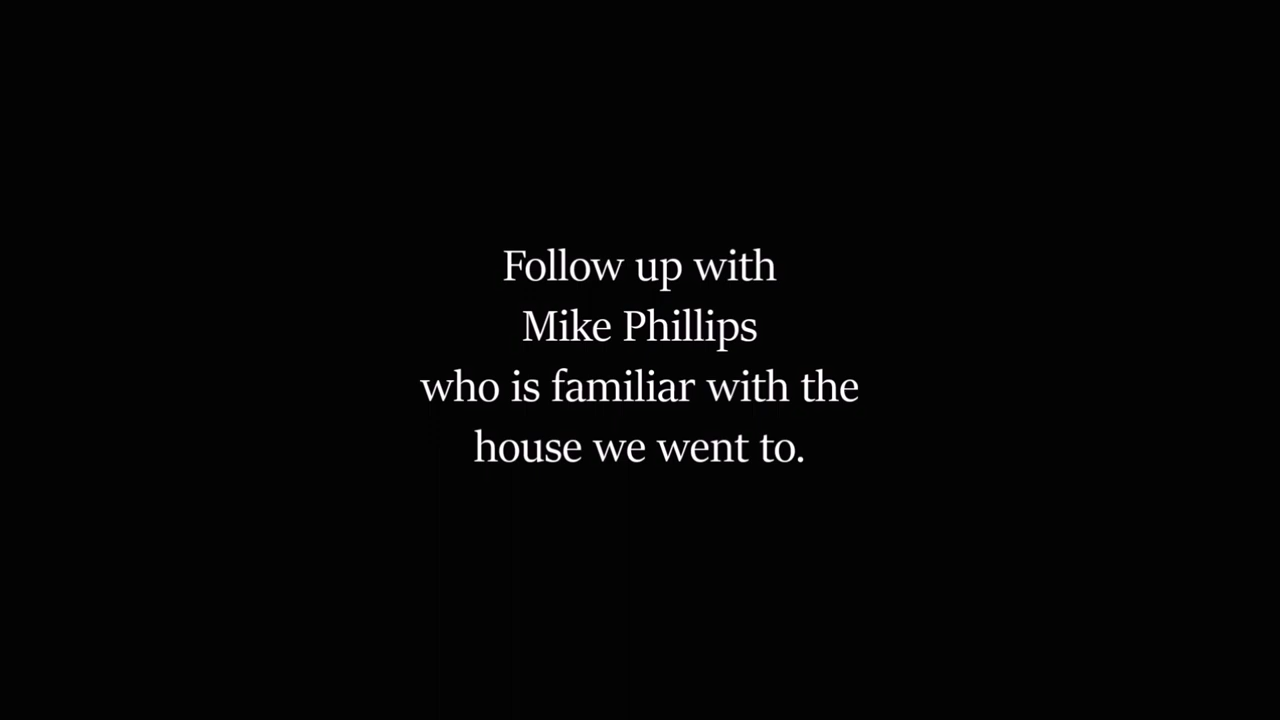 Follow up with
Mike Phillips
who is familiar with the
house we went to.